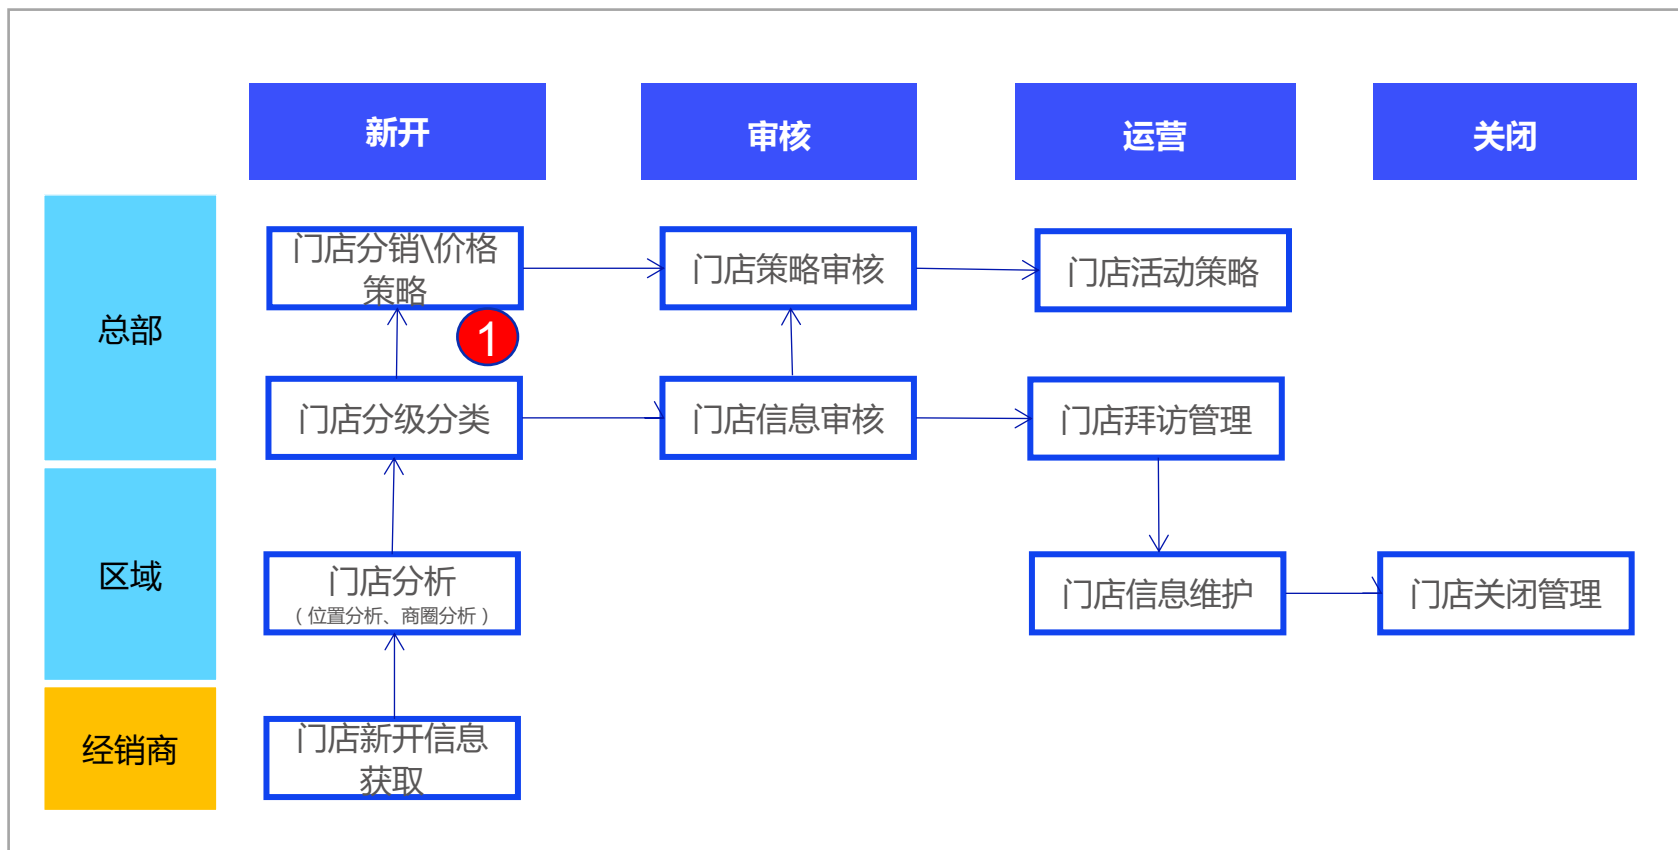 新开
审核
运营
关闭
总部
门店分销\价格
策略
门店策略审核
门店活动策略
1
门店分级分类
门店信息审核
门店拜访管理
区域
门店分析
（位置分析、商圈分析）
门店信息维护
门店关闭管理
经销商
门店新开信息
获取